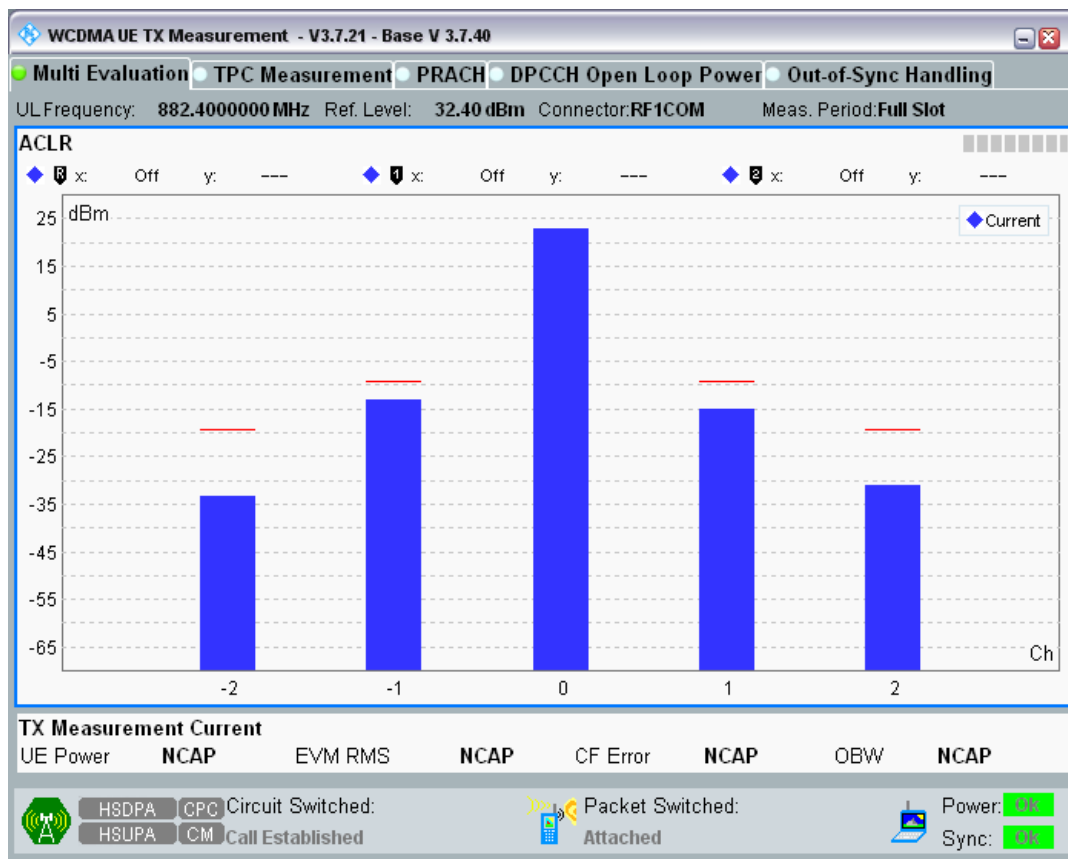 WCDMA UE TX Measurement - V3.7.21 - Base V 3.7.40
Multi Evaluation TPC Measurement PRACH DPCCH Open Loop Power Out-of-Sync Handling
UL Frequency: 882.4000000 MHz Ref. Level: 32.40 dBm Connector:RF1COM Meas. Period:Full Slot
ACLR
R x: Off y: --- 1 x: Off y: --- 2 x: Off y: ---
dBm
Current
25
15
5
-5
-15
-25
-35
-45
-55
-65
Ch
-2 -1 0 1 2
TX Measurement Current
UE Power NCAP EVM RMS NCAP CF Error NCAP OBW NCAP
HSDPA CPC Circuit Switched: Packet Switched: Power: Ok
HSUPA CM Call Established Attached Sync: Ok